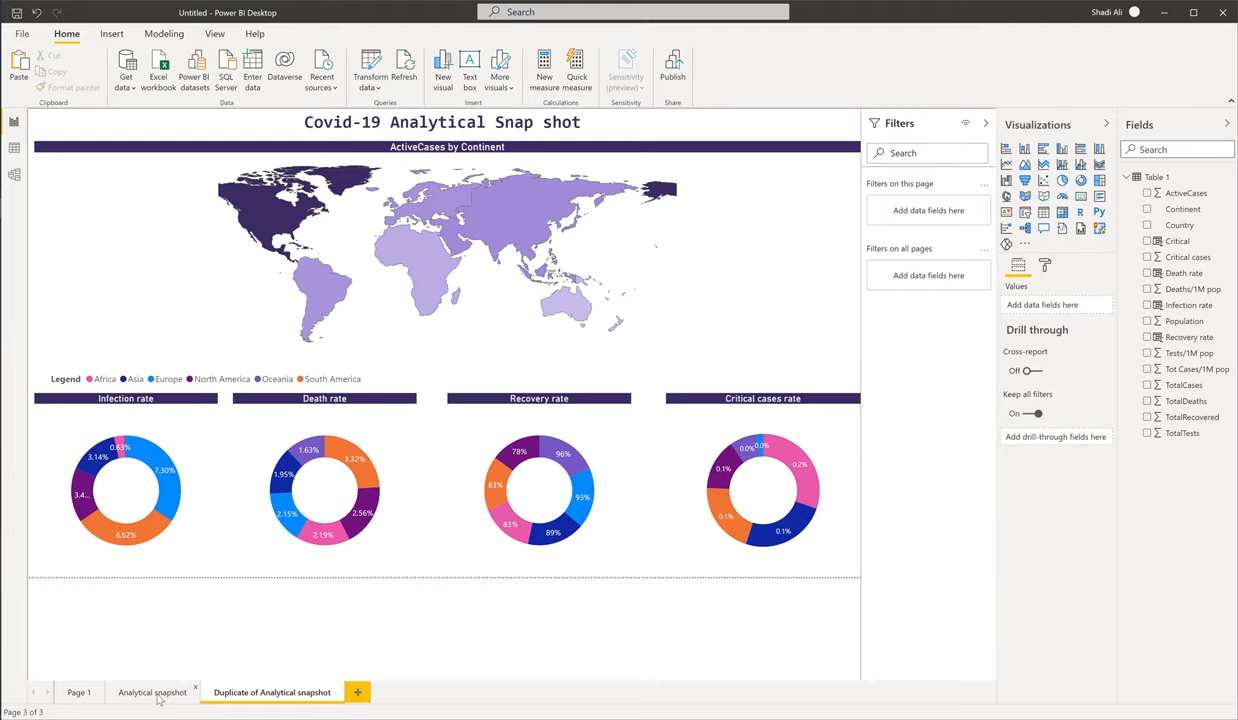 Untitled - Power BI Desktop
Search
Shadi Ali
File
Home
Insert
Modeling
View
Help
Paste
Cut
Copy
Format painter
Clipboard
Get data
Excel workbook
Power BI datasets
SQL Server
Enter data
Dataverse
Recent sources
Data
Transform data
Refresh
Queries
New visual
A
Text box
More visuals
Insert
New measure
Quick measure
Calculations
Sensitivity (preview)
Sensitivity
Publish
Share
Covid-19 Analytical Snap shot
ActiveCases by Continent
Legend Africa Asia Europe North America Oceania South America
Infection rate
Death rate
Recovery rate
Critical cases rate
0.63%
3.14%
7.30%
3.4...
6.62%
1.63%
3.32%
1.95%
2.15%
2.56%
2.19%
78%
96%
83%
93%
83%
89%
0.0%
0.0%
0.1%
0.2%
0.1%
0.1%
Filters
Search
Filters on this page
...
Add data fields here
Filters on all pages
...
Add data fields here
Visualizations
R
Py
...
Values
Add data fields here
Drill through
Cross-report
Off
Keep all filters
On
Add drill-through fields here
Fields
Search
Table 1
ActiveCases
Continent
Country
Critical
Critical cases
Death rate
Deaths/1M pop
Infection rate
Population
Recovery rate
Tests/1M pop
Tot Cases/1M pop
TotalCases
TotalDeaths
TotalRecovered
TotalTests
Page 1
Analytical snapshot
x
Duplicate of Analytical snapshot
+
Page 3 of 3